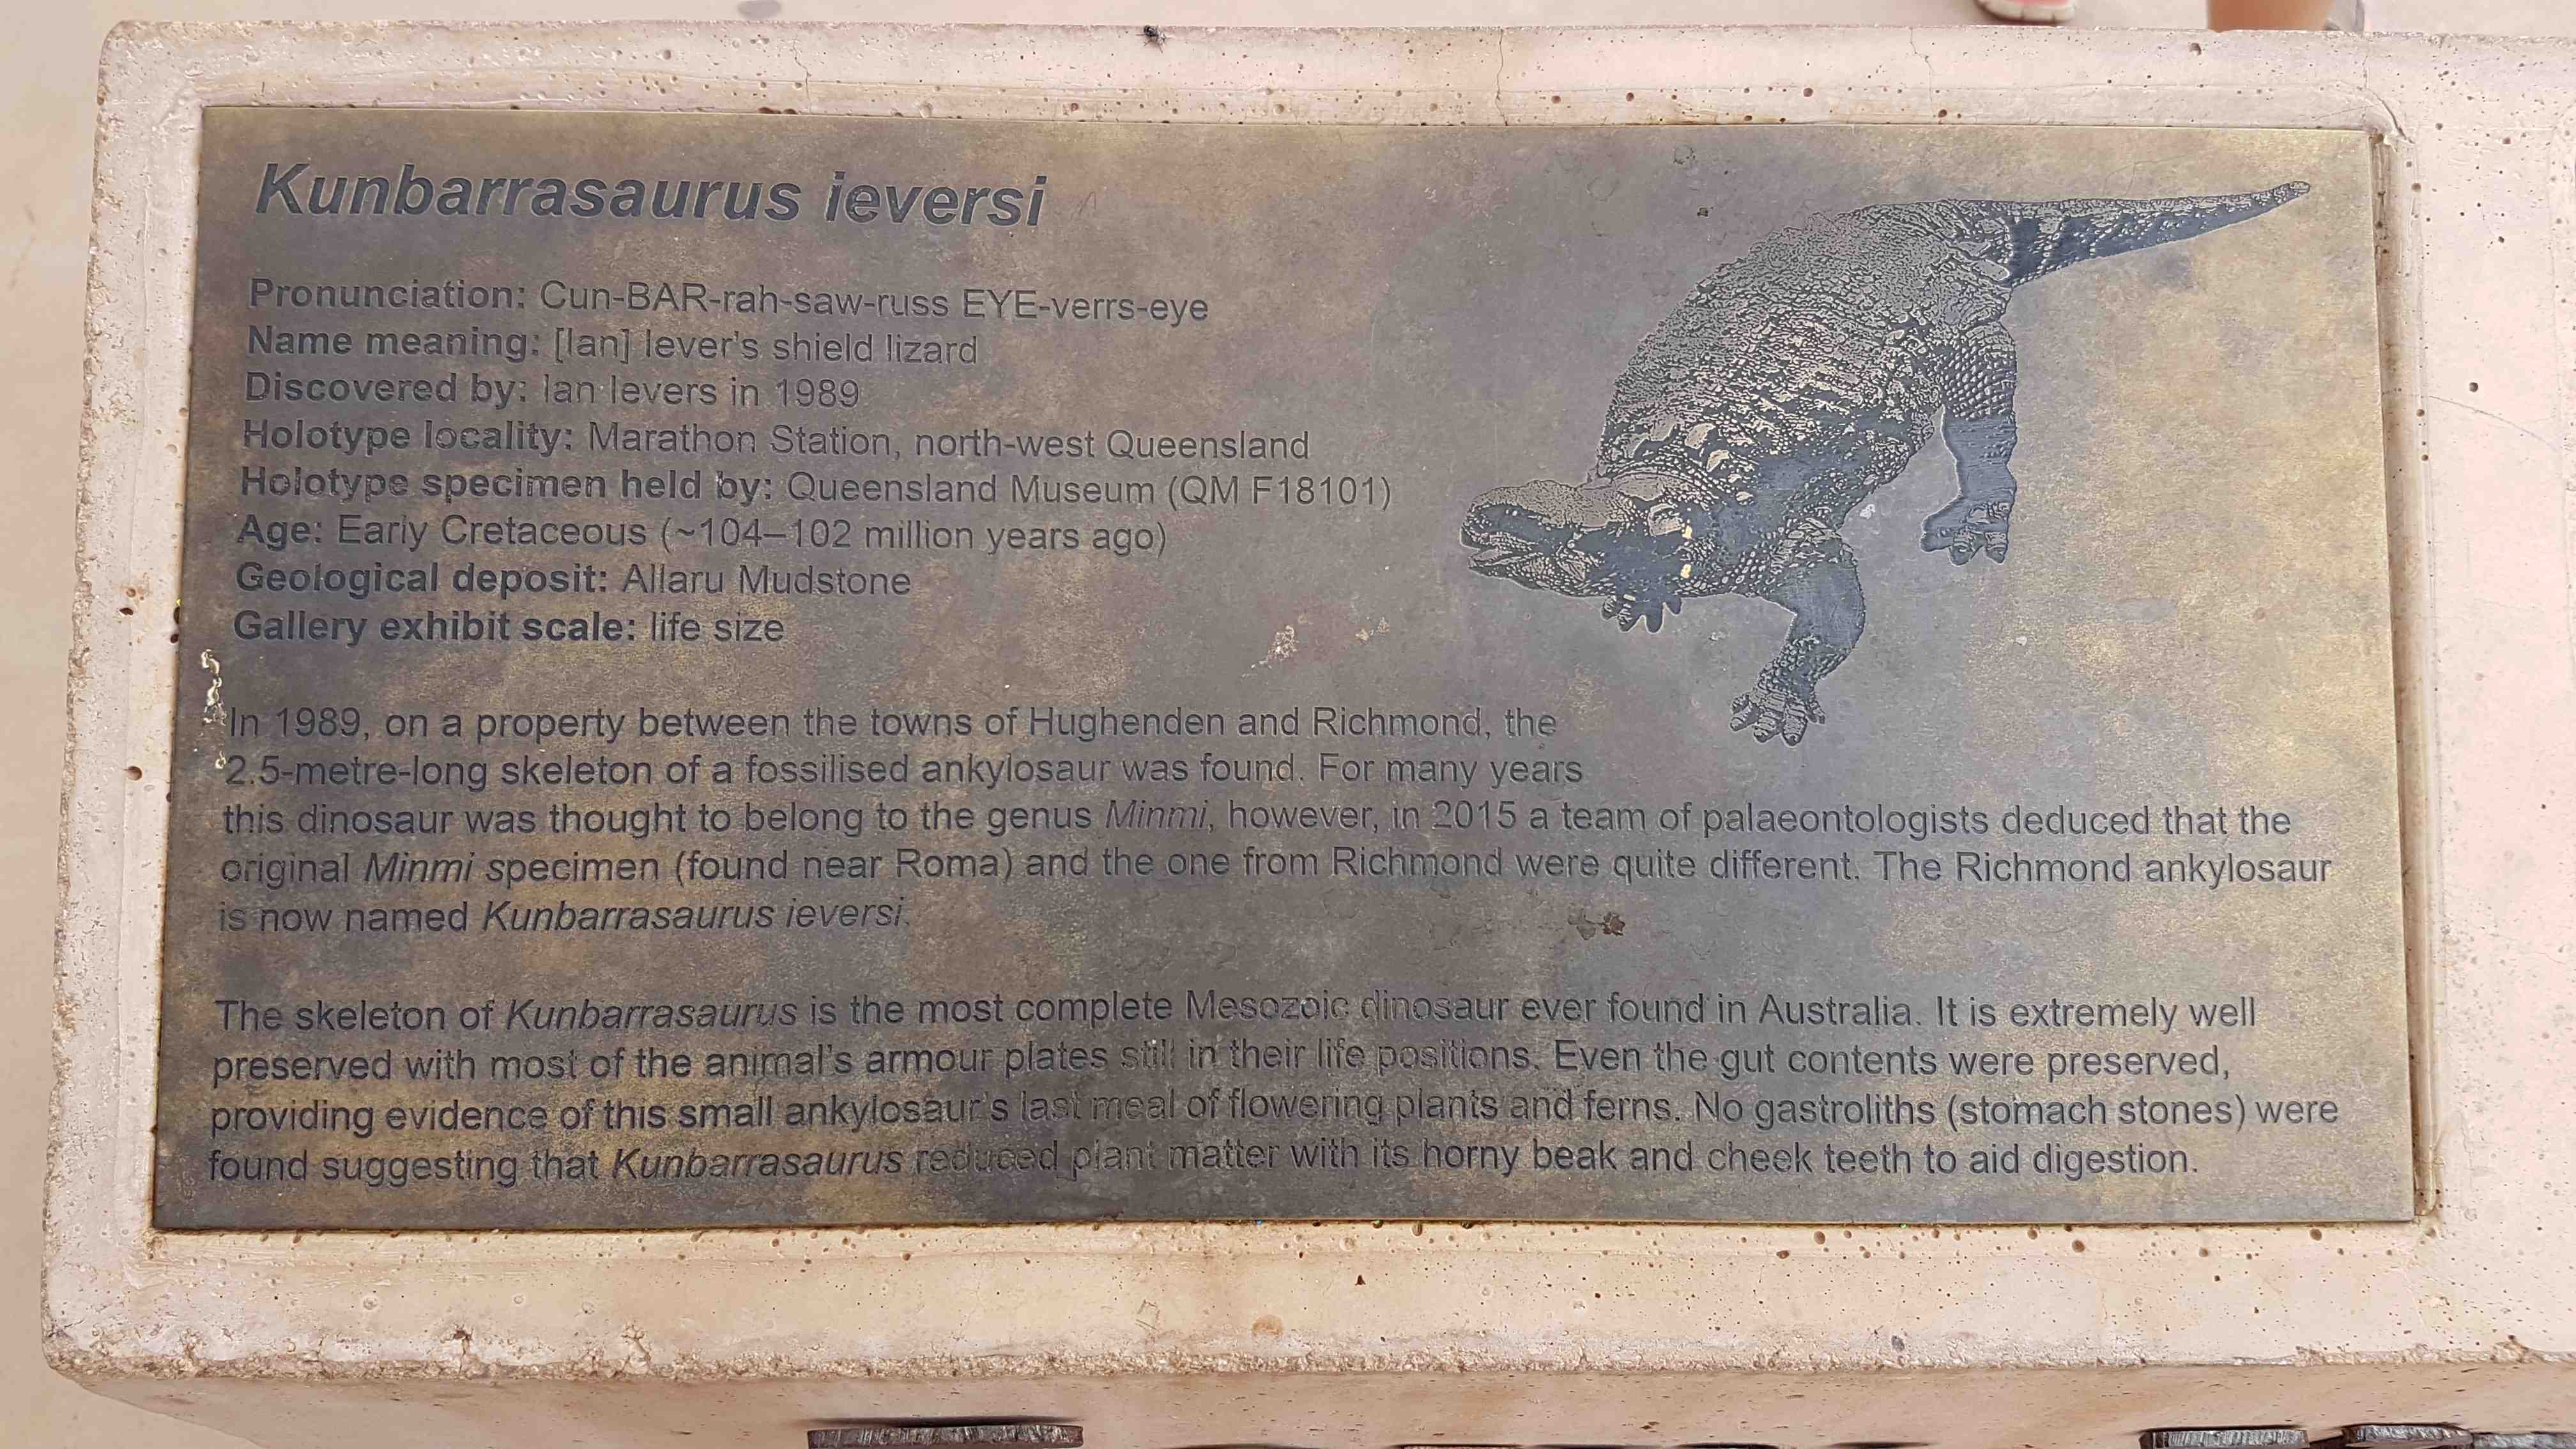 Kunbarrasaurus ieversi
Pronunciation: Cun-BAR-rah-saw-russ EYE-verrs-eye
Name meaning: [Ian] Iever's shield lizard
Discovered by: Ian Ievers in 1989
Holotype locality: Marathon Station, north-west Queensland
Holotype specimen held by: Queensland Museum (QM F18101)
Age: Early Cretaceous (~104–102 million years ago)
Geological deposit: Allaru Mudstone
Gallery exhibit scale: life size
In 1989, on a property between the towns of Hughenden and Richmond, the
2.5-metre-long skeleton of a fossilised ankylosaur was found. For many years
this dinosaur was thought to belong to the genus Minmi, however, in 2015 a team of palaeontologists deduced that the
original Minmi specimen (found near Roma) and the one from Richmond were quite different. The Richmond ankylosaur
is now named Kunbarrasaurus ieversi.
The skeleton of Kunbarrasaurus is the most complete Mesozoic dinosaur ever found in Australia. It is extremely well
preserved with most of the animal's armour plates still in their life positions. Even the gut contents were preserved,
providing evidence of this small ankylosaur's last meal of flowering plants and ferns. No gastroliths (stomach stones) were
found suggesting that Kunbarrasaurus reduced plant matter with its horny beak and cheek teeth to aid digestion.